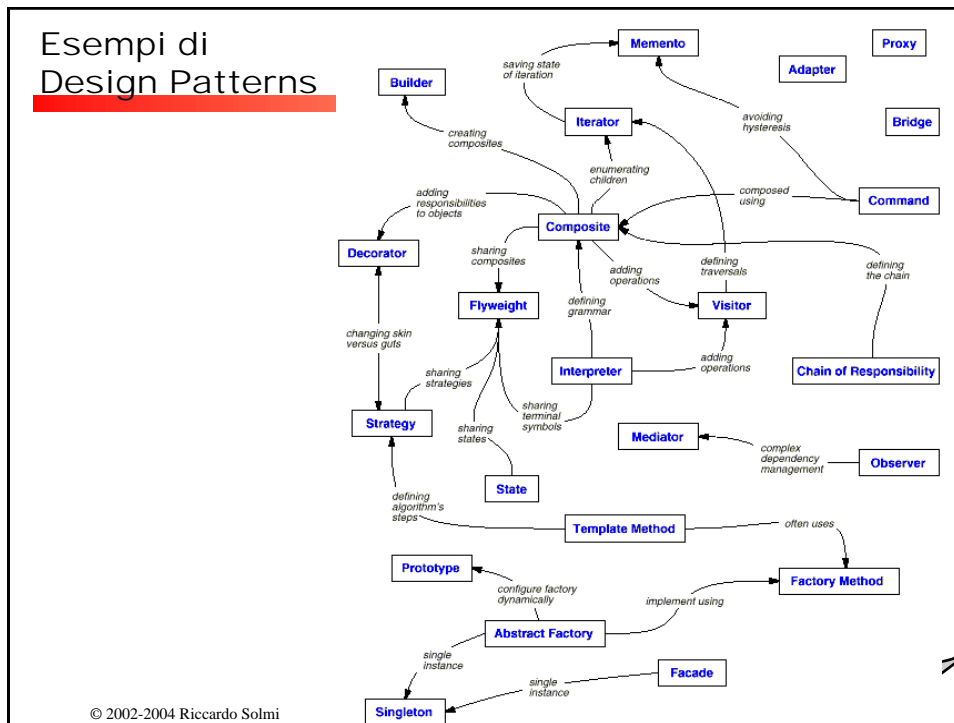 Esempi di
Design Patterns
Memento
Proxy
saving state
of iteration
Adapter
Builder
Iterator
avoiding
hysteresis
Bridge
creating
composites
enumerating
children
adding
responsibilities
to objects
composed
using
Command
Composite
Decorator
sharing
composites
adding
operations
defining
traversals
defining
the chain
Flyweight
defining
grammar
Visitor
changing skin
versus guts
sharing
strategies
Interpreter
adding
operations
Chain of Responsibility
sharing
terminal
symbols
Strategy
sharing
states
Mediator
complex
dependency
management
Observer
State
defining
algorithm's
steps
Template Method
often uses
Prototype
configure factory
dynamically
implement using
Factory Method
Abstract Factory
single
instance
Facade
single
instance
Singleton
© 2002-2004 Riccardo Solmi